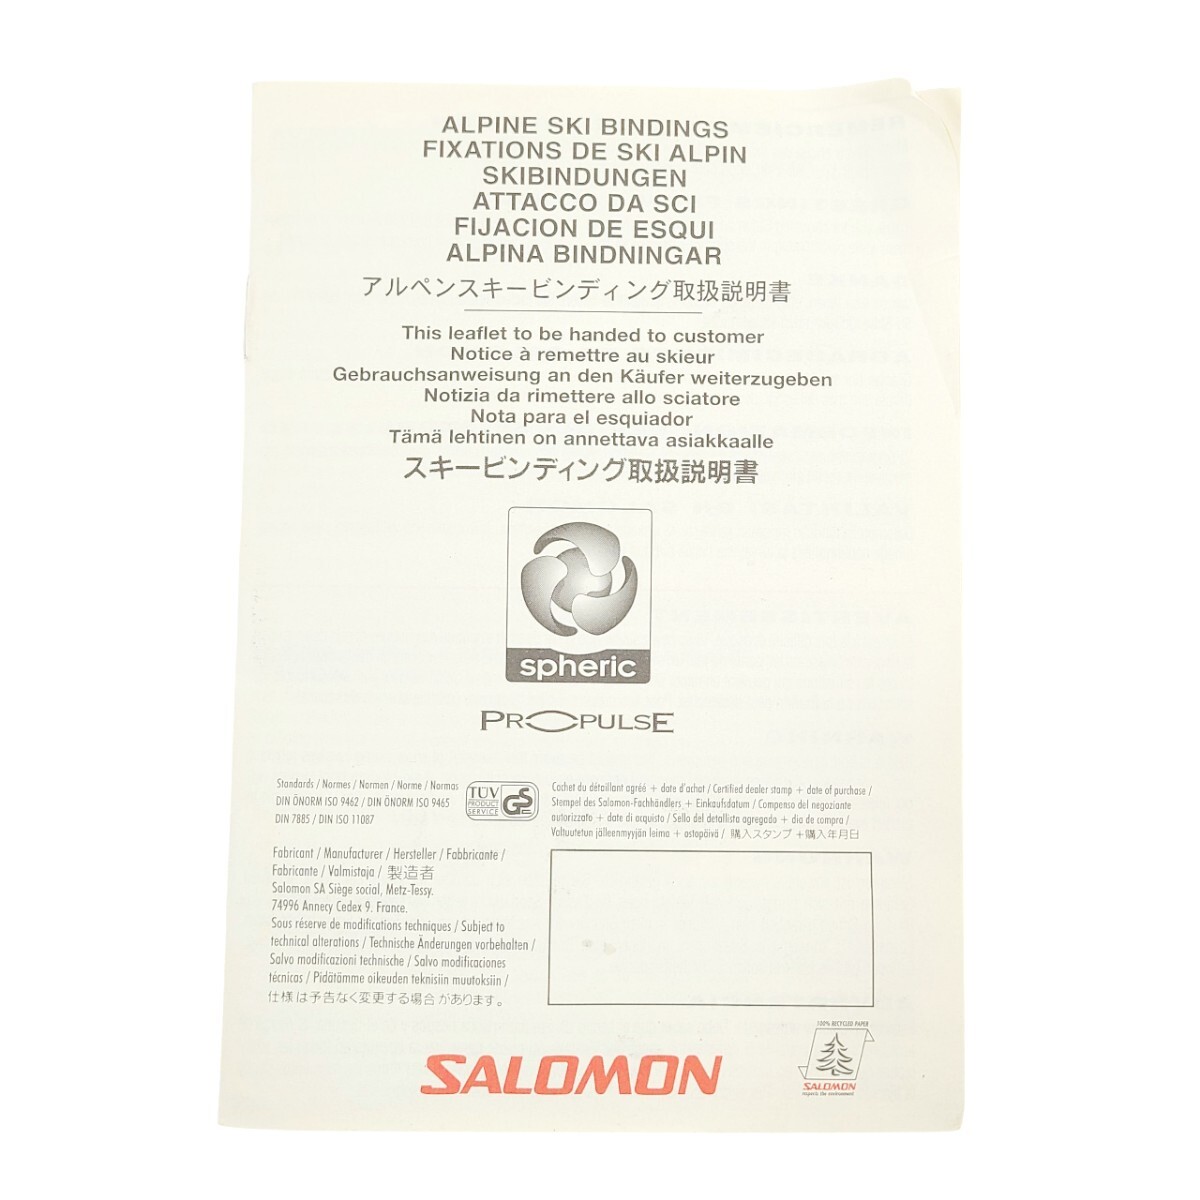 ALPINE SKI BINDINGS
FIXATIONS DE SKI ALPIN
SKIBINDUNGEN
ATTACCO DA SCI
FIJACION DE ESQUI
ALPINA BINDNINGAR
アルペンスキービンディング取扱説明書
This leaflet to be handed to customer
Notice à remettre au skieur
Gebrauchsanweisung an den Käufer weiterzugeben
Notizia da rimettere allo sciatore
Nota para el esquiador
Tämä lehtinen on annettava asiakkaalle
スキービンディング取扱説明書
spheric
PROPULSE
Standards / Normes / Normen / Norme / Normas
DIN ÖNORM ISO 9462 / DIN ÖNORM ISO 9465
DIN 7885 / DIN ISO 11087
TÜV
PRODUCT
SERVICE
GS
Cachet du détaillant agréé + date d'achat / Certified dealer stamp + date of purchase /
Stempel des Salomon-Fachhändlers + Einkaufsdatum / Compenso del negoziante
autorizzato + date di acquisto / Sello del detallista agregado + dia de compra /
Valtuutetun jälleenmyyjän leima + ostopäivä / 購入スタンプ+購入年月日
Fabricant / Manufacturer / Hersteller / Fabbricante /
Fabricante / Valmistaja / 製造者
Salomon SA Siège social, Metz-Tessy.
74996 Annecy Cedex 9. France.
Sous réserve de modifications techniques / Subject to
technical alterations / Technische Änderungen vorbehalten /
Salvo modificazioni technische / Salvo modificaciones
técnicas / Pidätämme oikeuden teknisiin muutoksiin /
仕様は予告なく変更する場合があります。
SALOMON
100% RECYCLED PAPER
SALOMON
respects the environment